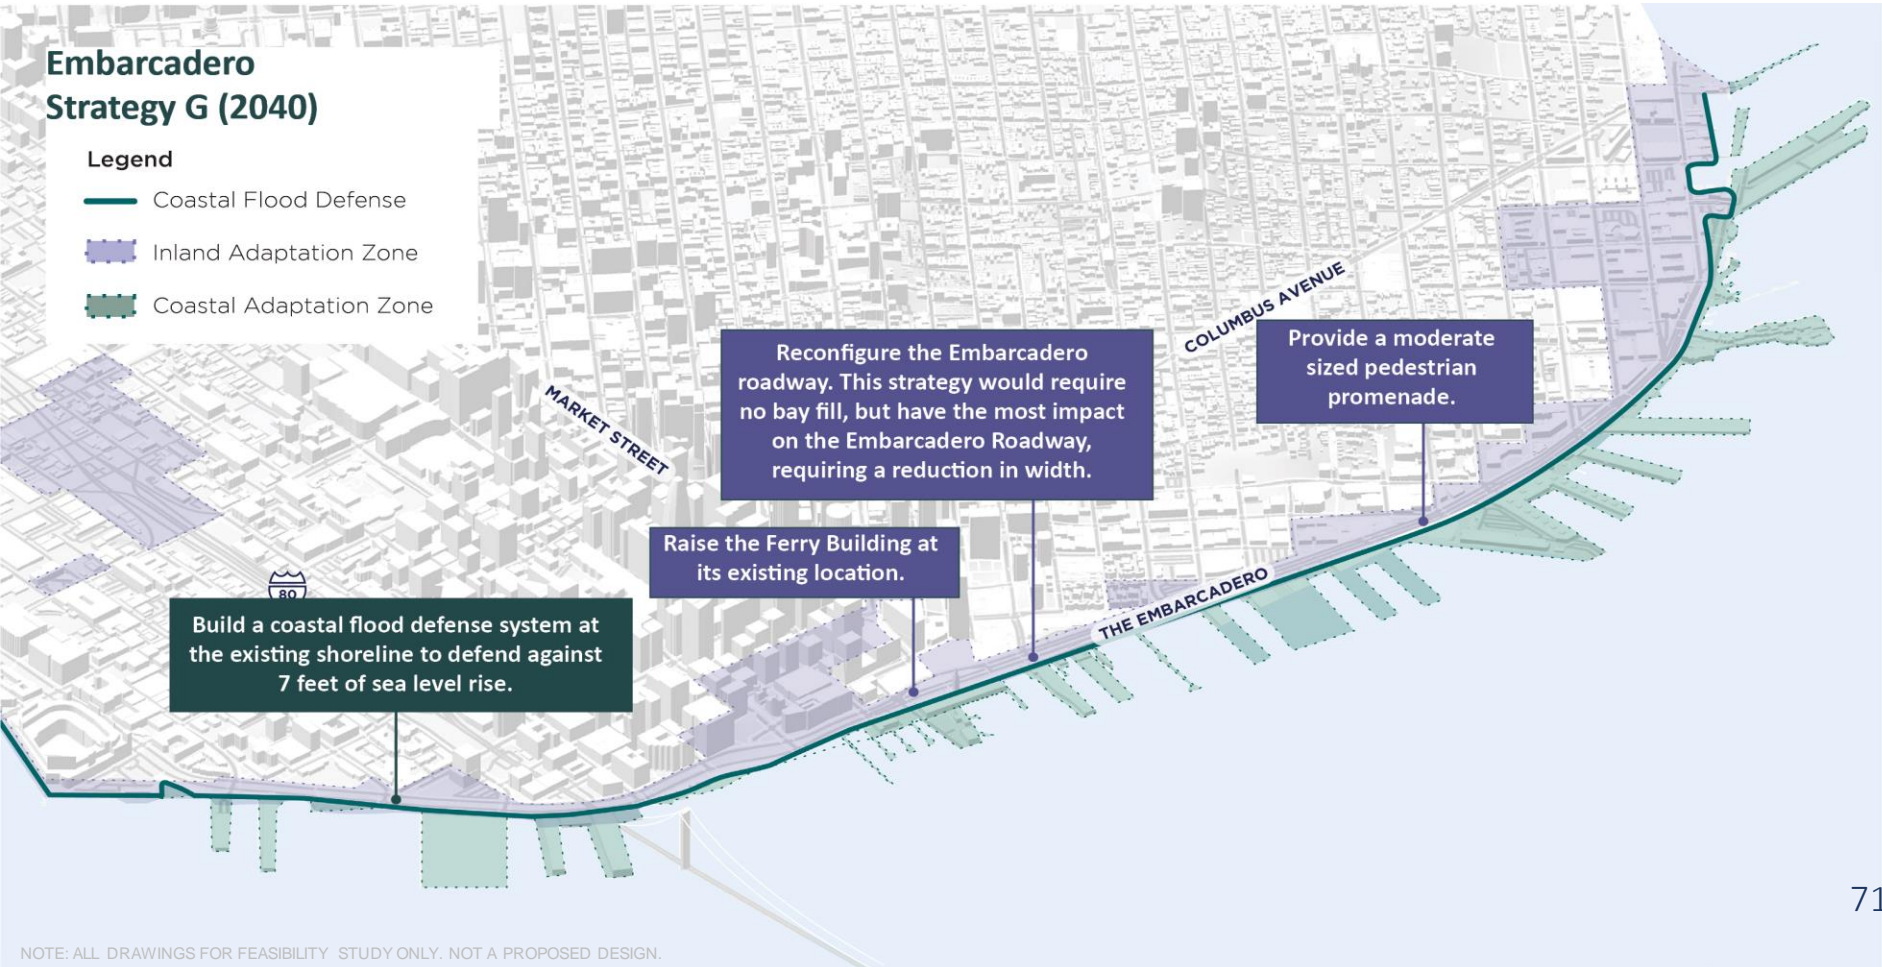 Embarcadero
Strategy G (2040)
Legend
Coastal Flood Defense
Inland Adaptation Zone
Coastal Adaptation Zone
COLUMBUS AVENUE
Provide a moderate
sized pedestrian
promenade.
Reconfigure the Embarcadero
roadway. This strategy would require
no bay fill, but have the most impact
on the Embarcadero Roadway,
requiring a reduction in width.
MARKET STREET
Raise the Ferry Building at
its existing location.
THE EMBARCADERO
80
Build a coastal flood defense system at
the existing shoreline to defend against
7 feet of sea level rise.
71
NOTE: ALL DRAWINGS FOR FEASIBILITY STUDY ONLY. NOT A PROPOSED DESIGN.